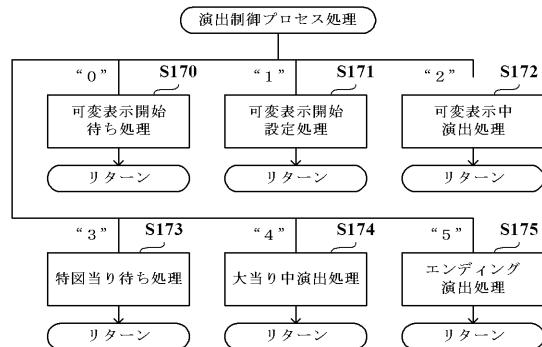 演出制御プロセス処理
“０” S170
可変表示開始
待ち処理
リターン
“１” S171
可変表示開始
設定処理
リターン
“２” S172
可変表示中
演出処理
リターン
“３” S173
特図当り待ち処理
リターン
“４” S174
大当り中演出処理
リターン
“５” S175
エンディング
演出処理
リターン